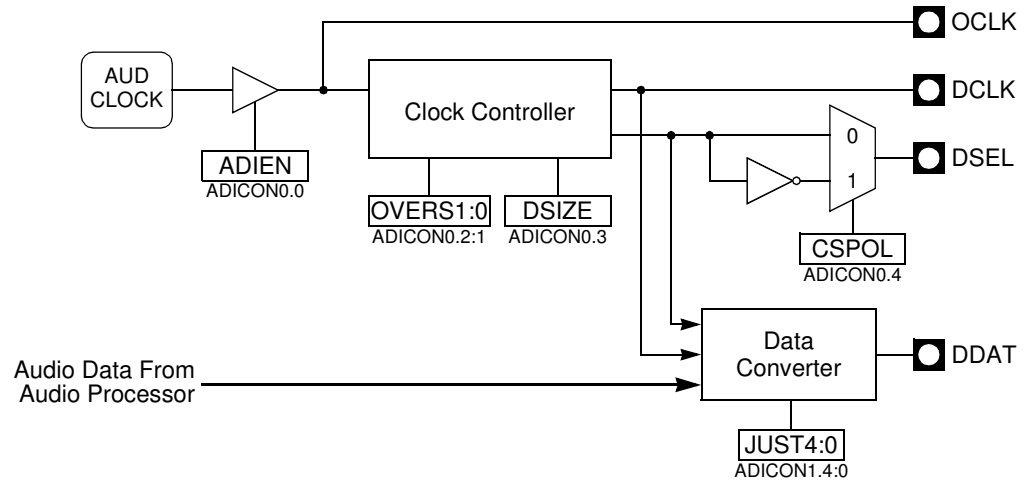 OCLK
AUD
CLOCK
Clock Controller
DCLK
0
DSEL
1
ADIEN
ADICON0.0
OVERS1:0
ADICON0.2:1
DSIZE
ADICON0.3
CSPOL
ADICON0.4
Data
Converter
DDAT
Audio Data From
Audio Processor
JUST4:0
ADICON1.4:0